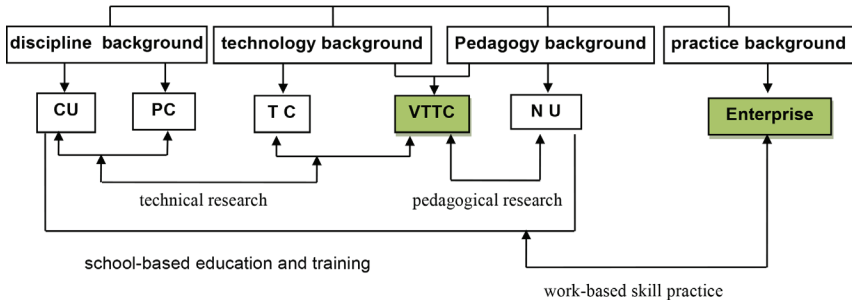 discipline background
technology background
Pedagogy background
practice background
CU
PC
T C
VTTC
N U
Enterprise
technical research
pedagogical research
school-based education and training
work-based skill practice